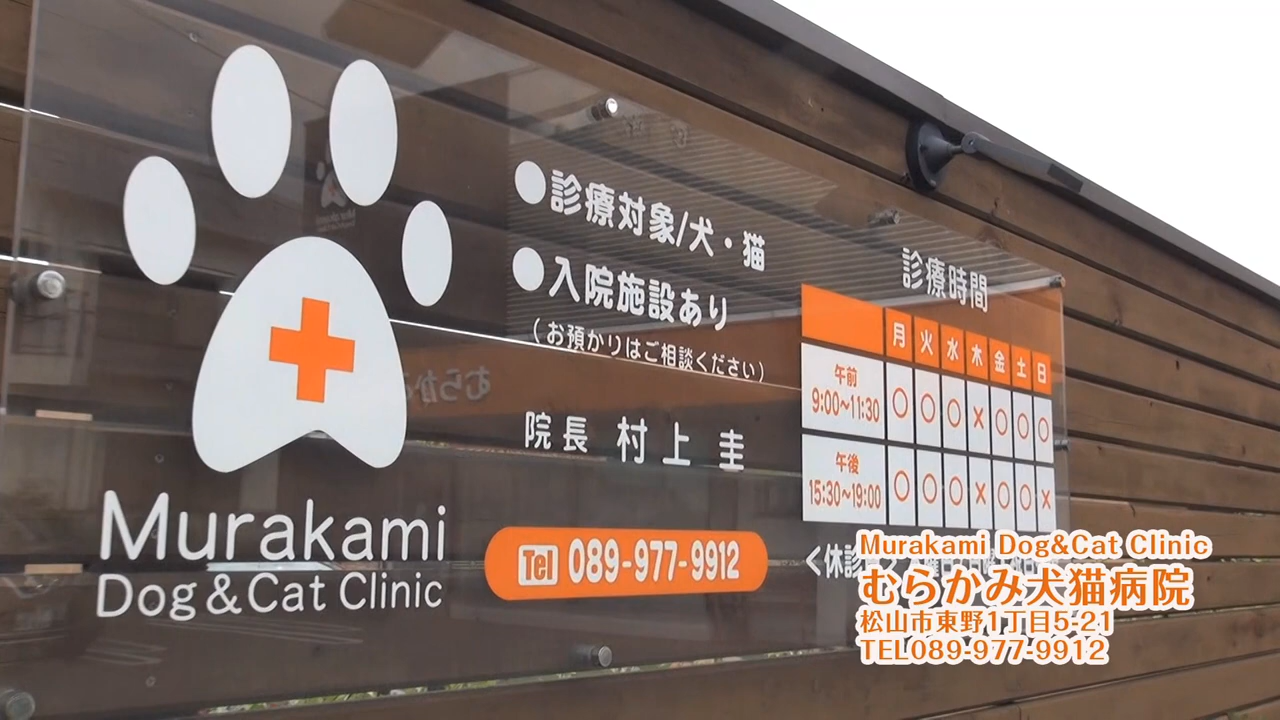 Murakami
Dog&Cat Clinic
●診療対象/犬・猫
●入院施設あり
(お預かりはご相談ください)
院長 村上 圭
Tel 089-977-9912
診療時間
月 火 水 木 金 土 日
午前 9:00~11:30 ○ ○ ○ × ○ ○ ○
午後 15:30~19:00 ○ ○ ○ × ○ ○ ×
<休診
Murakami Dog&Cat Clinic
むらかみ犬猫病院
松山市東野1丁目5-21
TEL089-977-9912